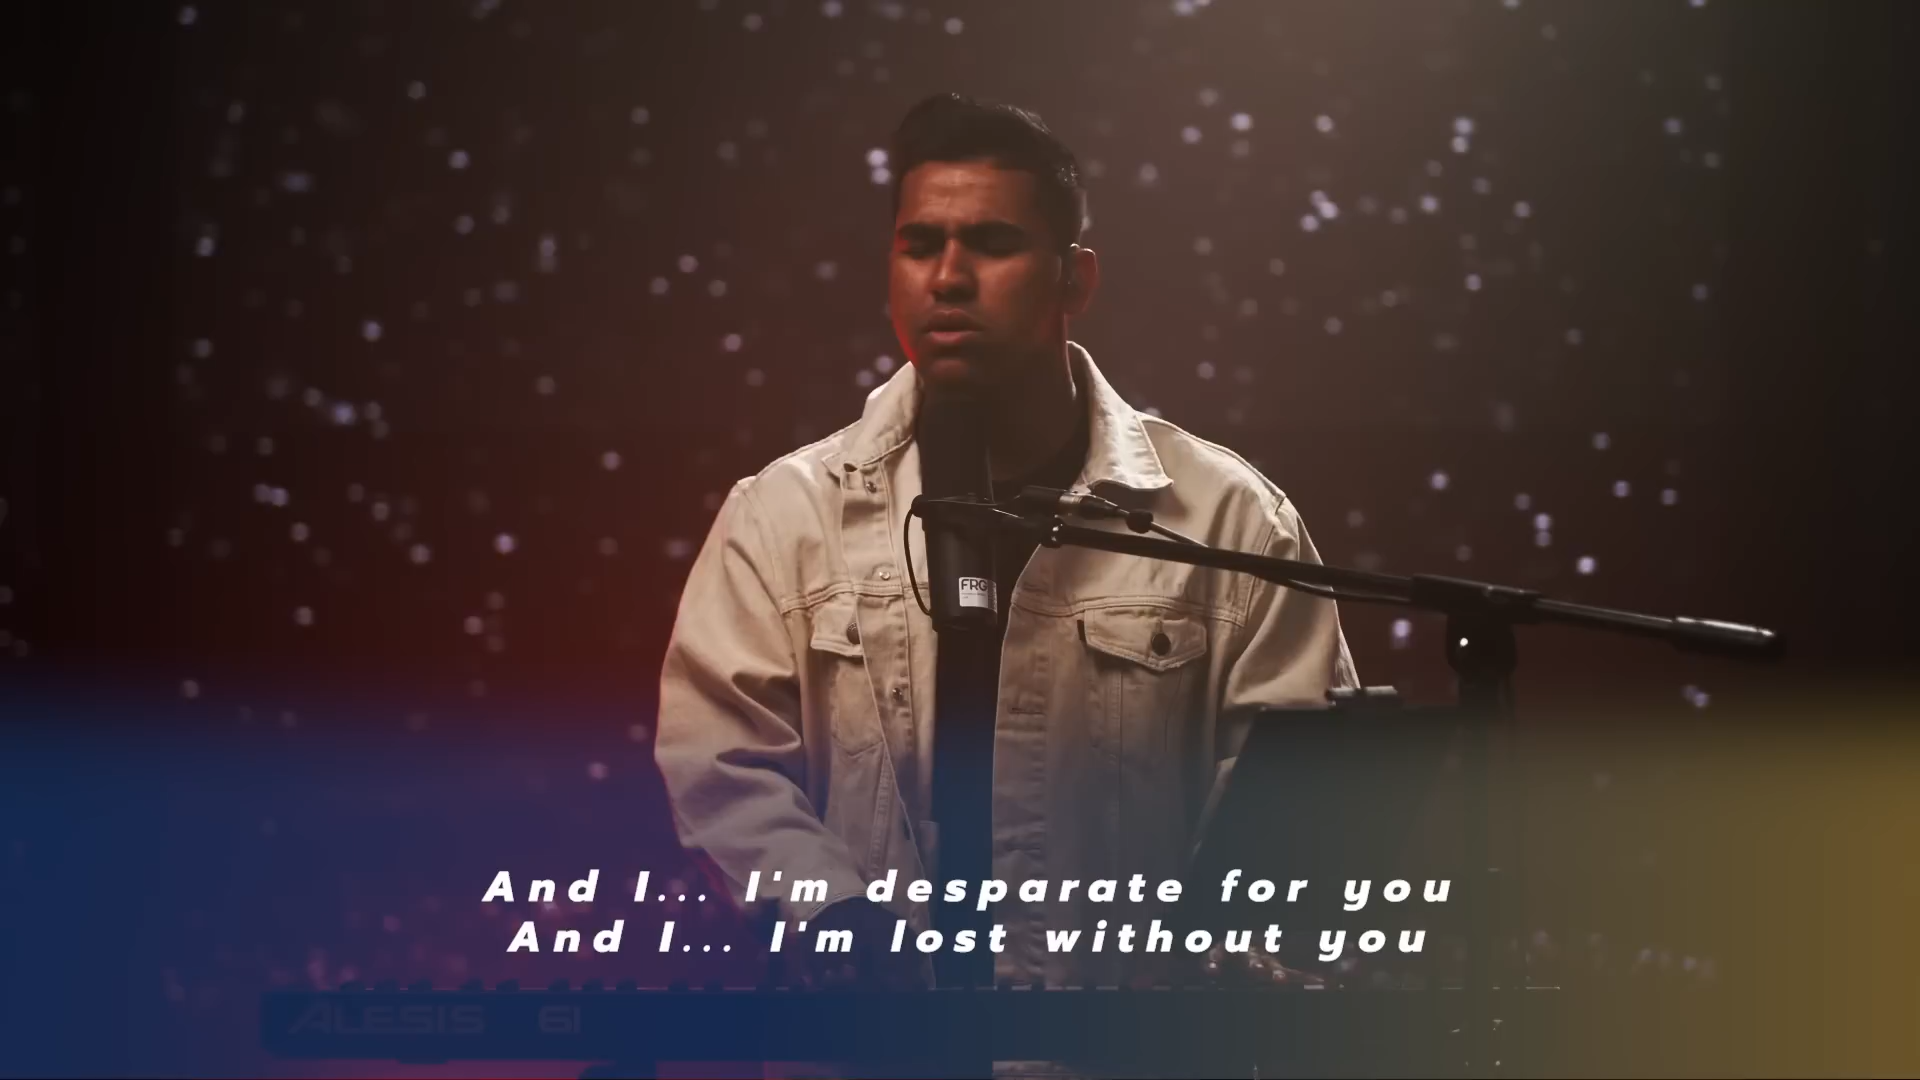 FRG
And I... I'm desparate for you
And I... I'm lost without you
ALESIS 61